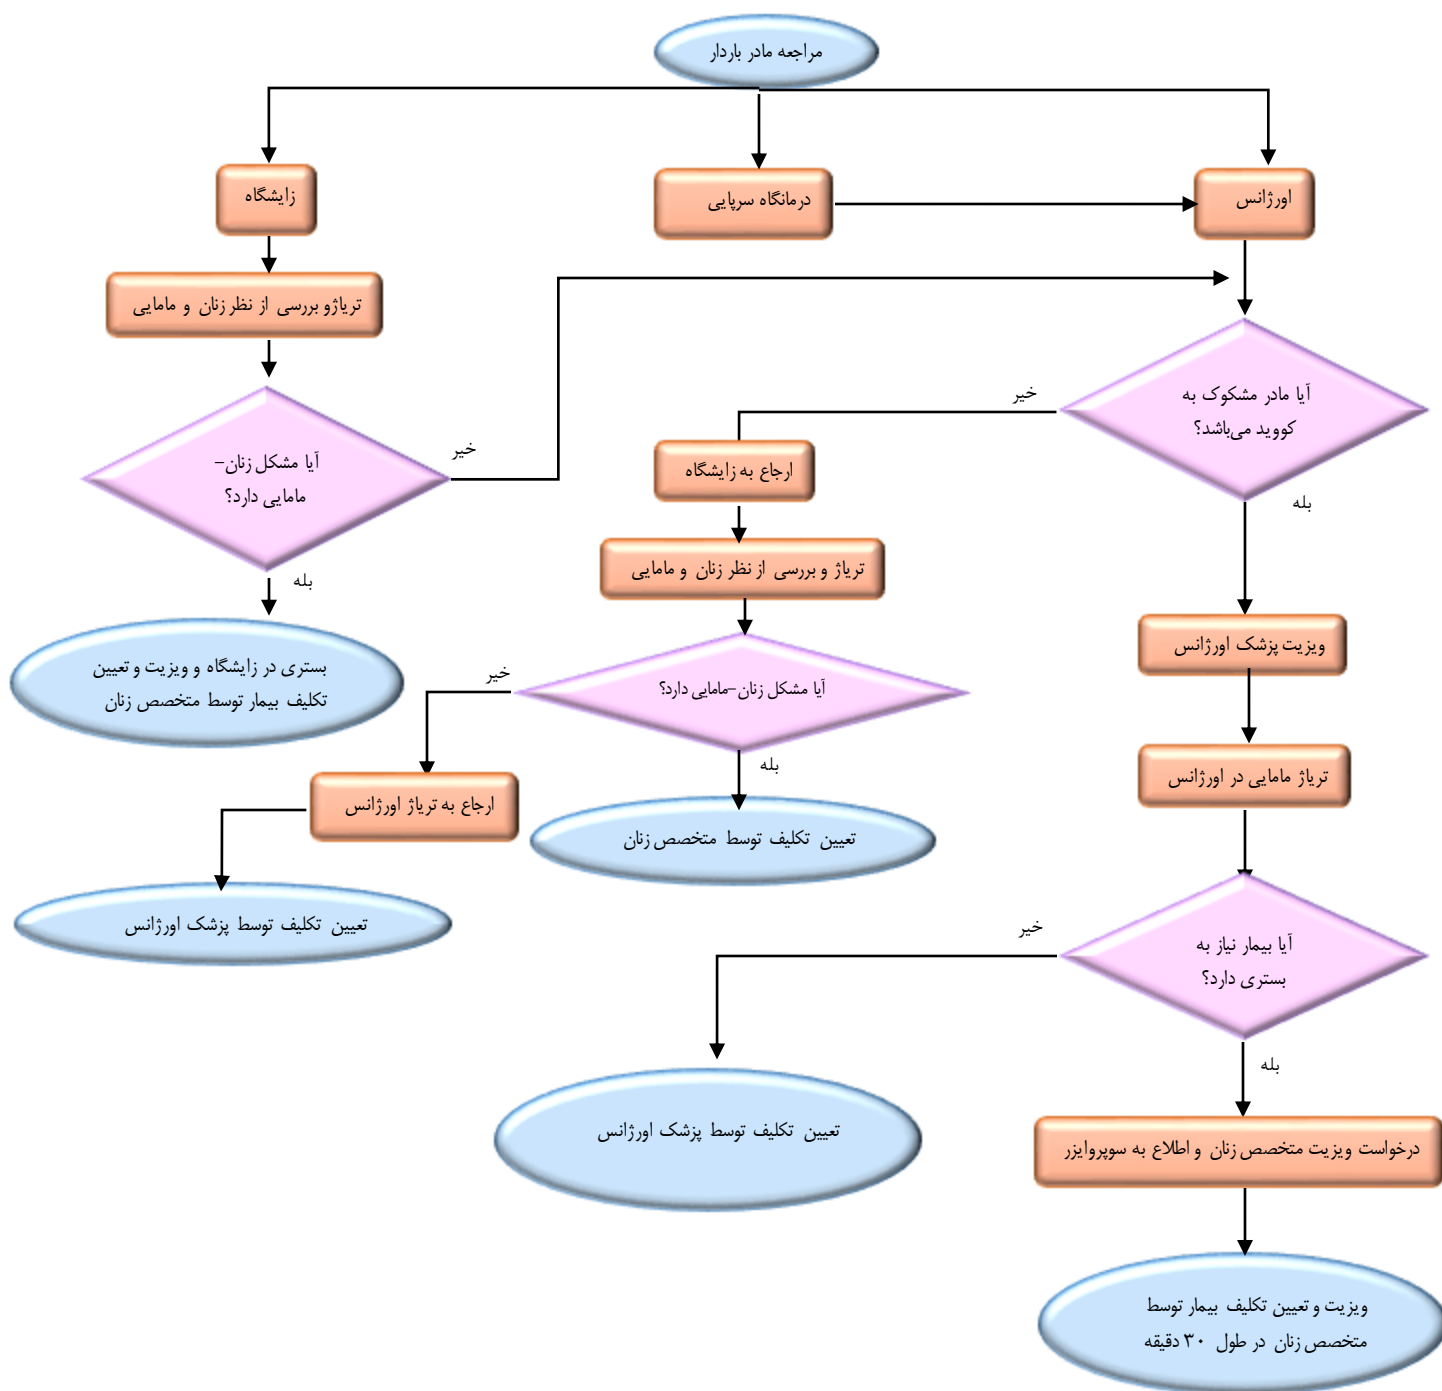 مراجعه مادر باردار
اورژانس
درمانگاه سرپایی
زایشگاه
تریاژو بررسی از نظر زنان و مامایی
آیا مادر مشکوک به
کووید می‌باشد؟
خیر
بله
آیا مشکل زنان-
مامایی دارد؟
خیر
بله
ارجاع به زایشگاه
تریاژ و بررسی از نظر زنان و مامایی
ویزیت پزشک اورژانس
بستری در زایشگاه و ویزیت و تعیین
تکلیف بیمار توسط متخصص زنان
آیا مشکل زنان-مامایی دارد؟
خیر
بله
تریاژ مامایی در اورژانس
ارجاع به تریاژ اورژانس
تعیین تکلیف توسط متخصص زنان
تعیین تکلیف توسط پزشک اورژانس
آیا بیمار نیاز به
بستری دارد؟
خیر
بله
تعیین تکلیف توسط پزشک اورژانس
درخواست ویزیت متخصص زنان و اطلاع به سوپروایزر
ویزیت و تعیین تکلیف بیمار توسط
متخصص زنان در طول ۳۰ دقیقه